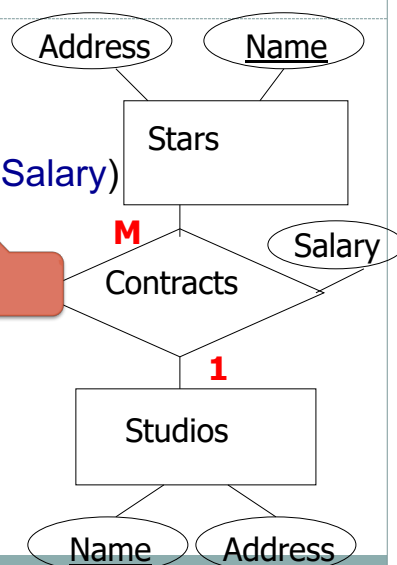 Address
Name
Stars
Salary)
M
Salary
Contracts
1
Studios
Name
Address